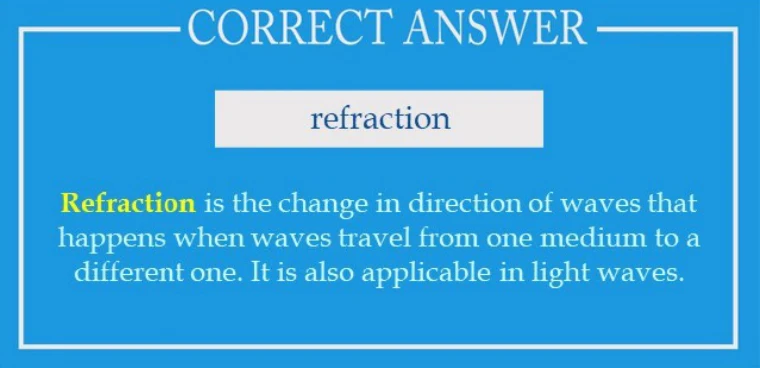 CORRECT ANSWER
refraction
Refraction is the change in direction of waves that
happens when waves travel from one medium to a
different one. It is also applicable in light waves.